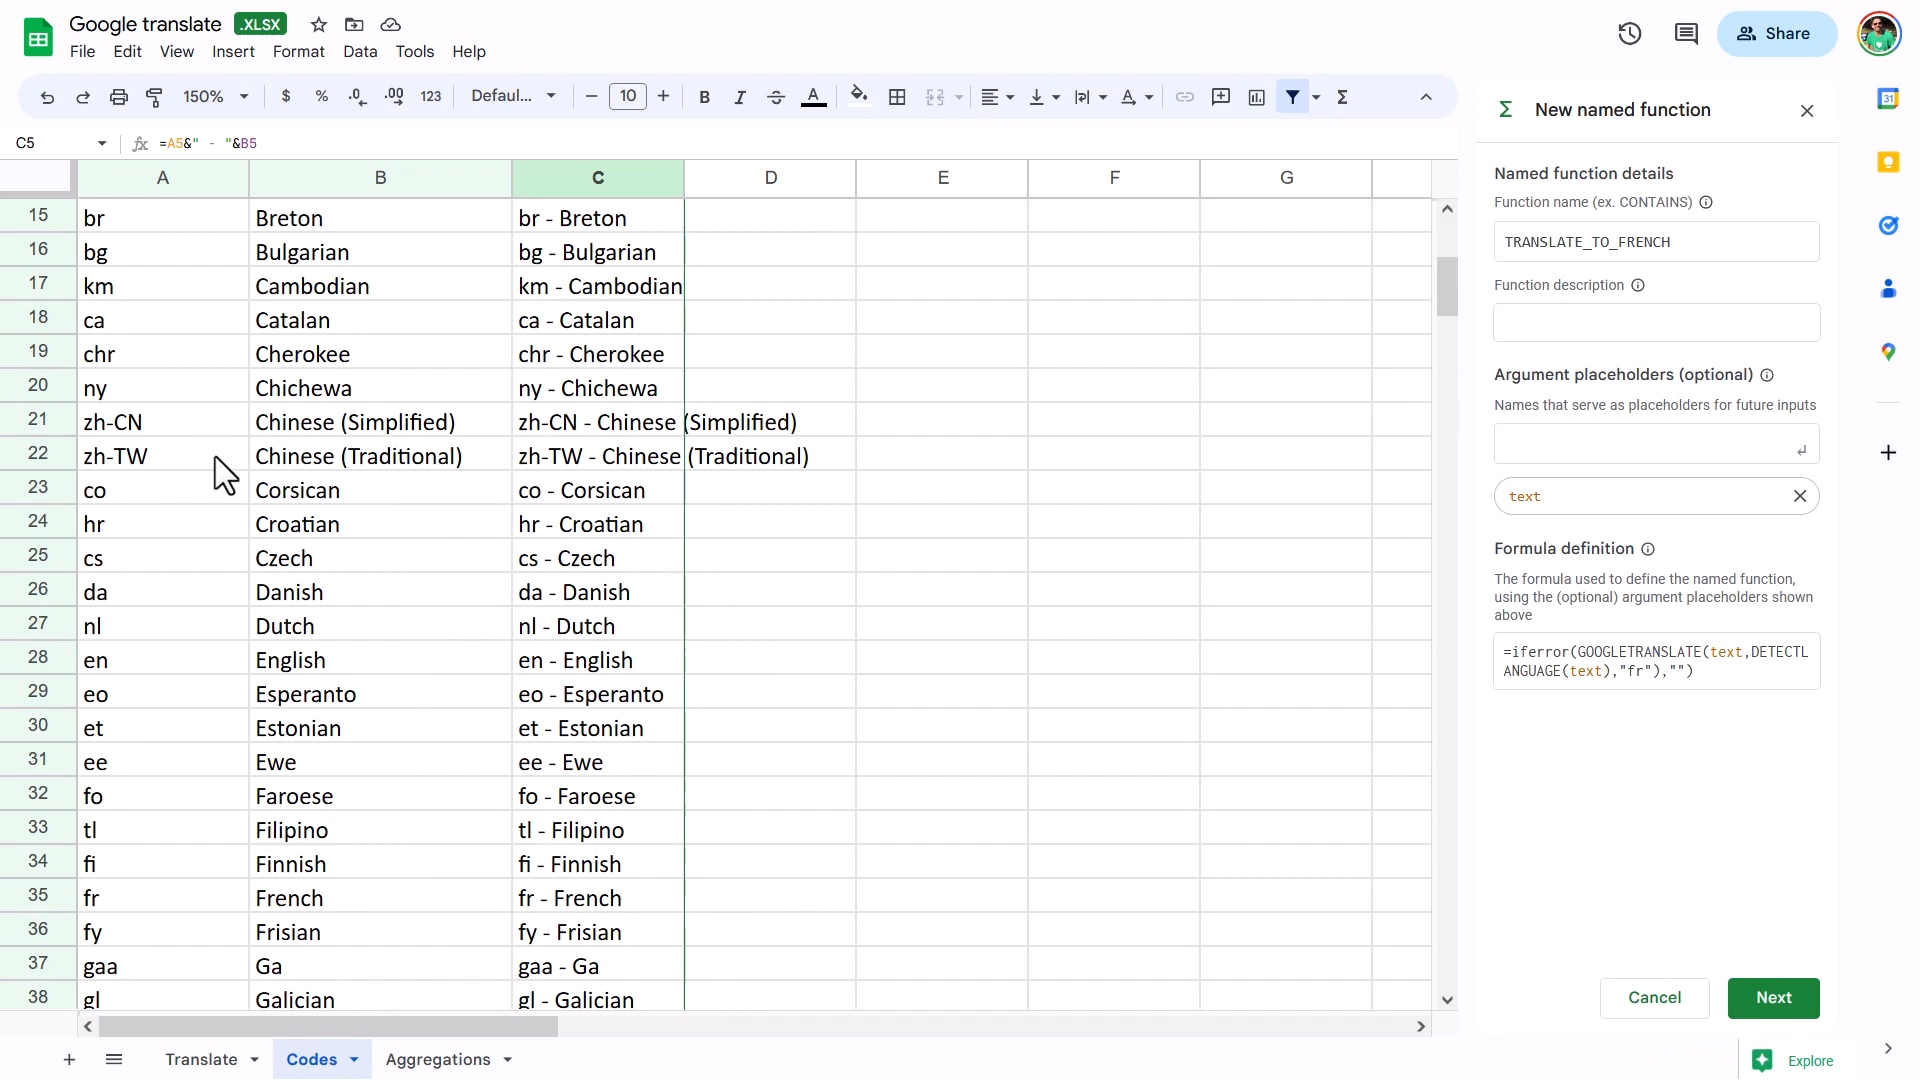 Google translate .XLSX
File Edit View Insert Format Data Tools Help
Share
150% $ % .0 .00 123 Defaul... 10 B I A Σ
31
C5 fx =A5&" - "&B5
A B C D E F G
15 br Breton br - Breton
16 bg Bulgarian bg - Bulgarian
17 km Cambodian km - Cambodian
18 ca Catalan ca - Catalan
19 chr Cherokee chr - Cherokee
20 ny Chichewa ny - Chichewa
21 zh-CN Chinese (Simplified) zh-CN - Chinese (Simplified)
22 zh-TW Chinese (Traditional) zh-TW - Chinese (Traditional)
23 co Corsican co - Corsican
24 hr Croatian hr - Croatian
25 cs Czech cs - Czech
26 da Danish da - Danish
27 nl Dutch nl - Dutch
28 en English en - English
29 eo Esperanto eo - Esperanto
30 et Estonian et - Estonian
31 ee Ewe ee - Ewe
32 fo Faroese fo - Faroese
33 tl Filipino tl - Filipino
34 fi Finnish fi - Finnish
35 fr French fr - French
36 fy Frisian fy - Frisian
37 gaa Ga gaa - Ga
38 gl Galician gl - Galician
Translate Codes Aggregations
Σ New named function
Named function details
Function name (ex. CONTAINS)
TRANSLATE_TO_FRENCH
Function description
Argument placeholders (optional)
Names that serve as placeholders for future inputs
text
Formula definition
The formula used to define the named function,
using the (optional) argument placeholders shown
above
=iferror(GOOGLETRANSLATE(text,DETECTL
ANGUAGE(text),"fr"),"")
Cancel Next
Explore